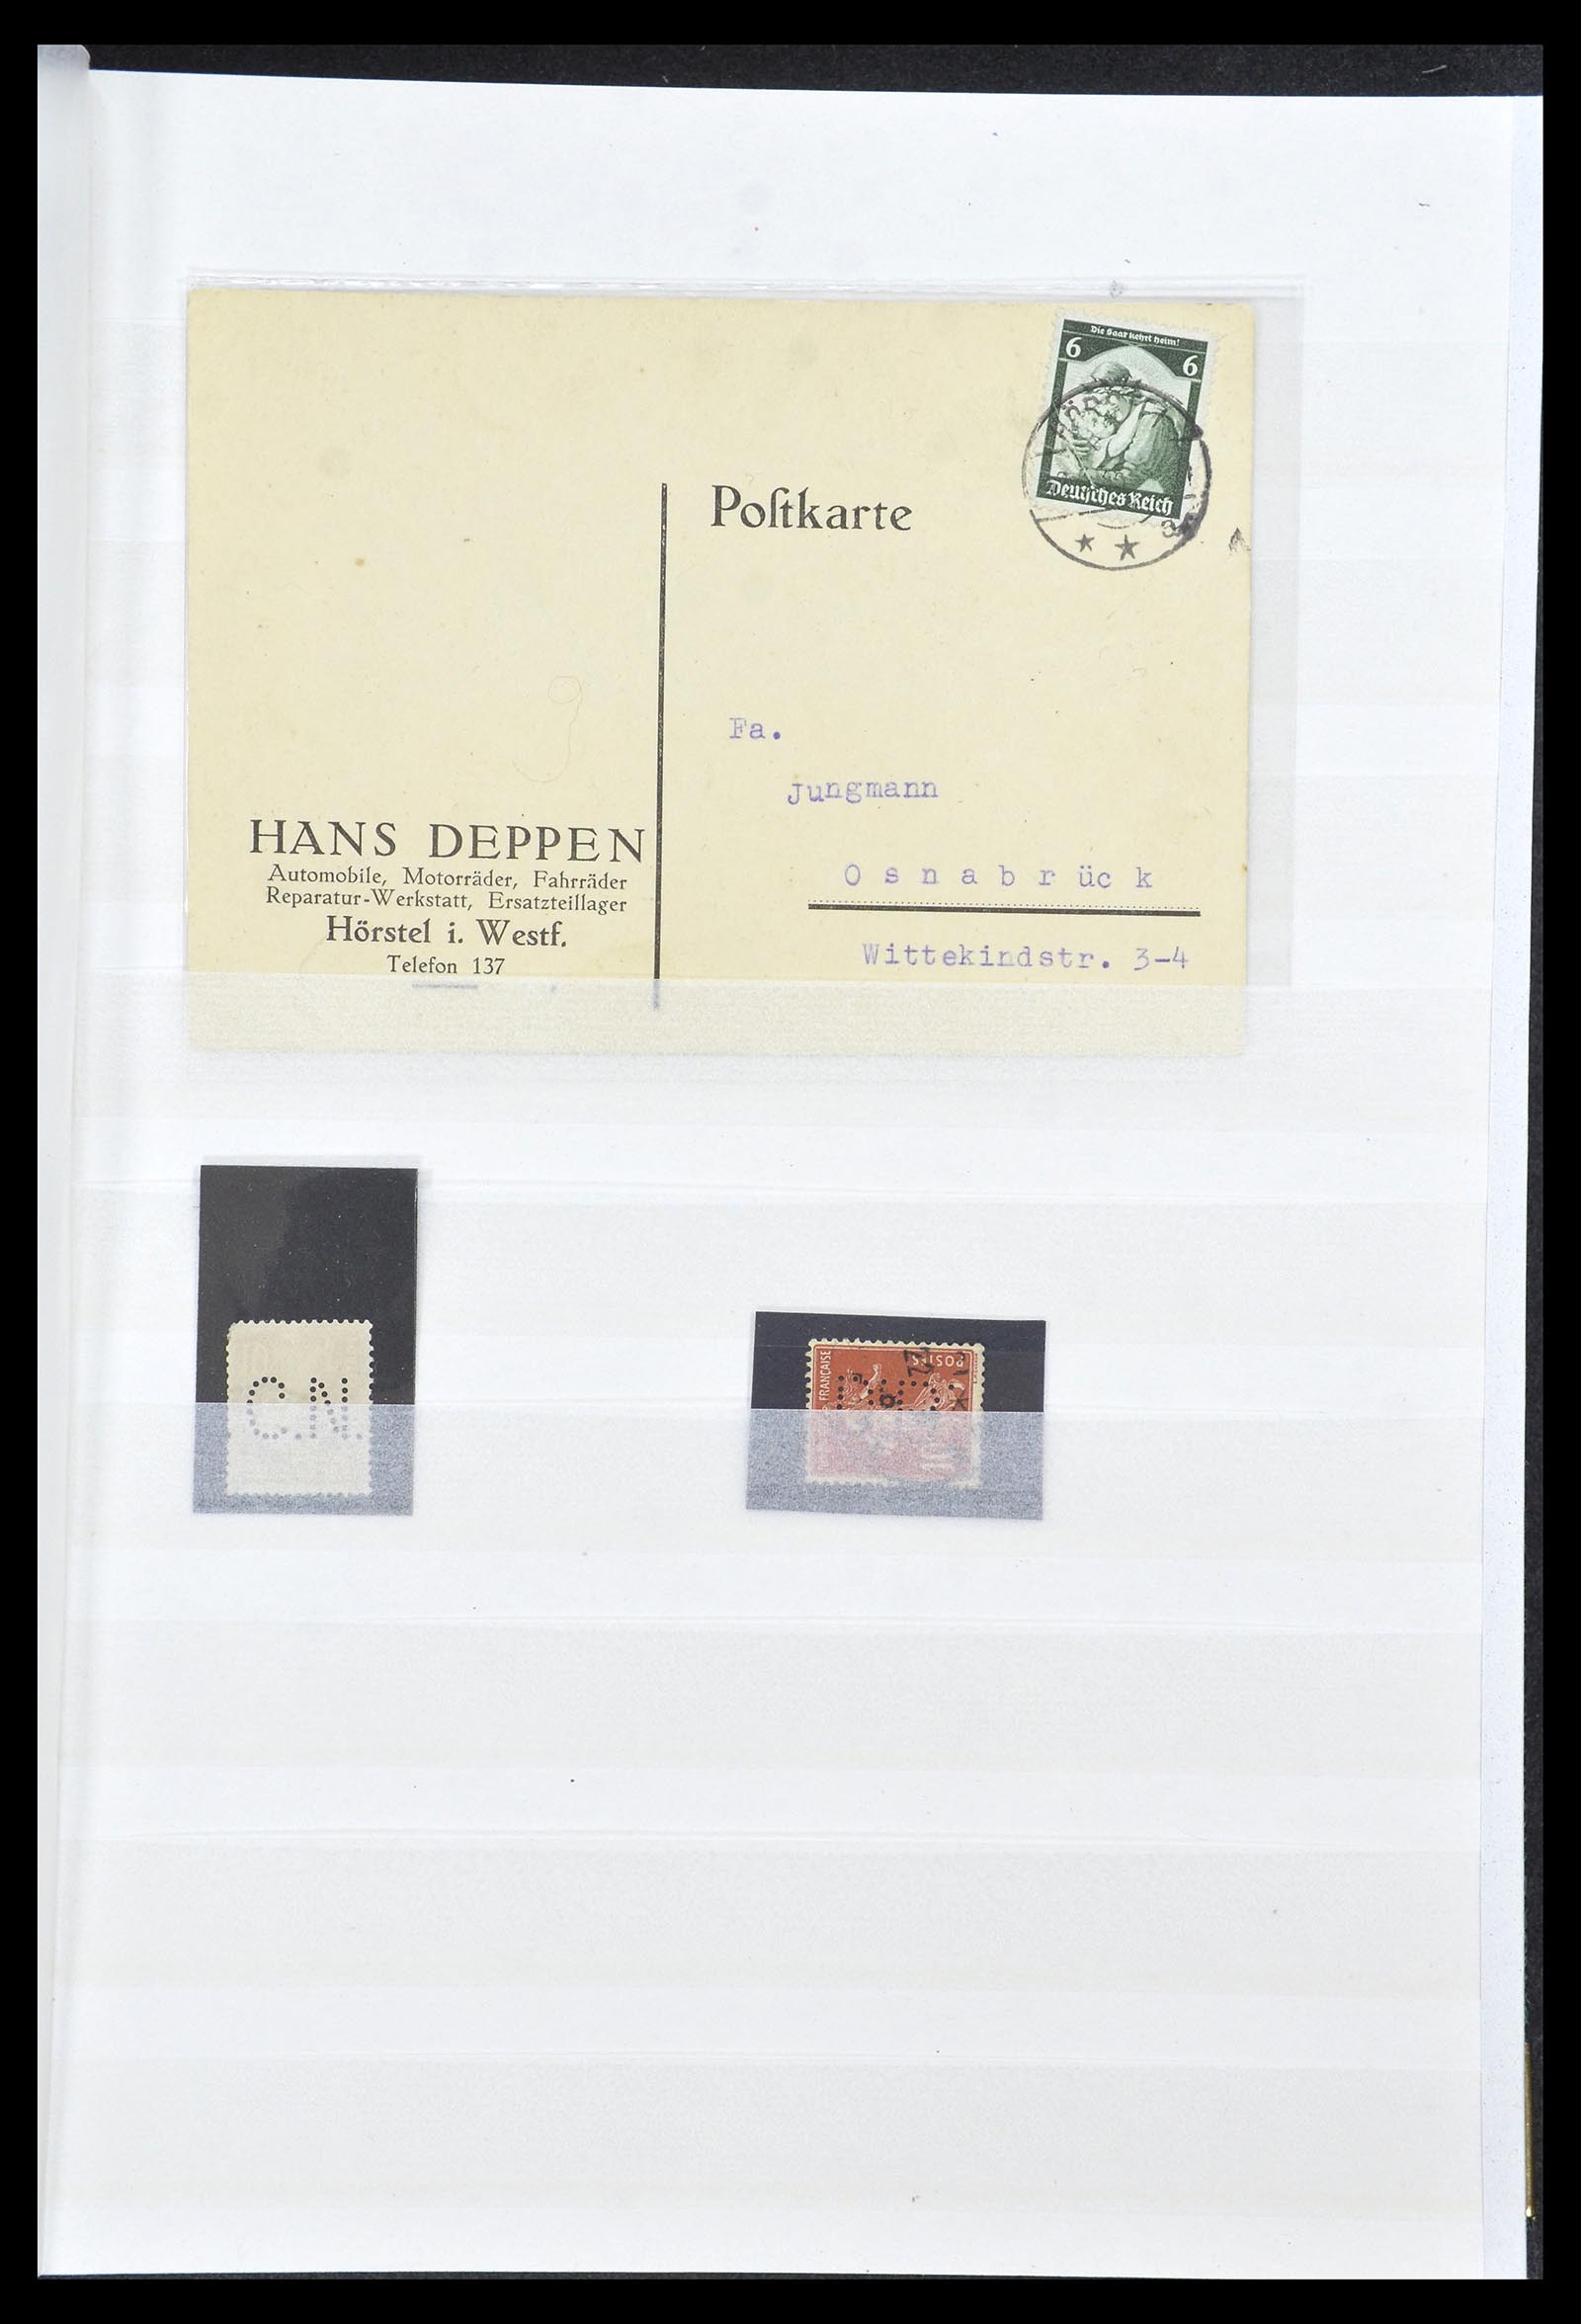 Die Saar kehrt heim!
6 6
Deutsches Reich
Poſtkarte
Fa.
Jungmann
Osnabrück
Wittekindstr. 3-4
HANS DEPPEN
Automobile, Motorräder, Fahrräder
Reparatur-Werkstatt, Ersatzteillager
Hörstel i. Westf.
Telefon 137
C.N.
FRANÇAISE
POSTES
10